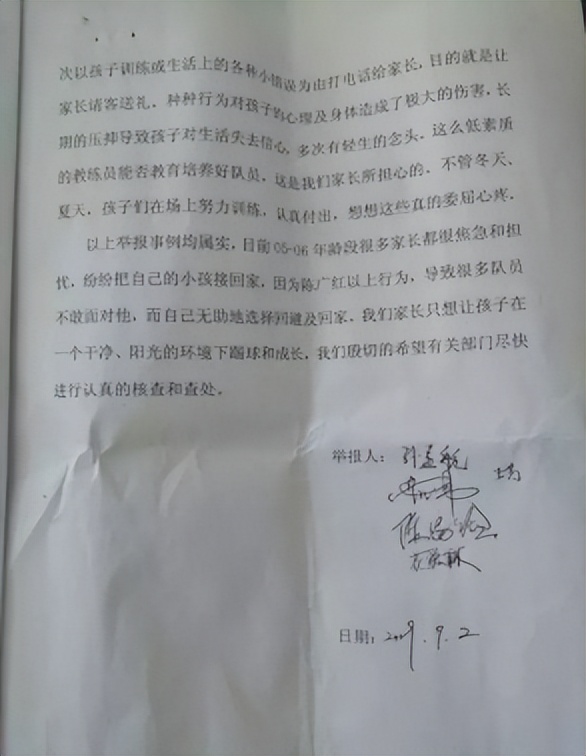 次以孩子训练或生活上的各种小错误为由打电话给家长，目的就是让
家长请客送礼。种种行为对孩子的心理及身体造成了极大的伤害，长
期的压抑导致孩子对生活失去信心，多次有轻生的念头。这么低素质
的教练员能否教育培养好队员，这是我们家长所担心的。不管冬天、
夏天，孩子们在场上努力训练，认真付出，想想这些真的委屈心疼。
以上举报事例均属实，目前05-06年龄段很多家长都很焦急和担
忧，纷纷把自己的小孩接回家，因为陈广红以上行为，导致很多队员
不敢面对他，而自己无助地选择回避及回家。我们家长只想让孩子在
一个干净、阳光的环境下踢球和成长，我们殷切的希望有关部门尽快
进行认真的核查和查处。
举报人：
日期：2019.9.2